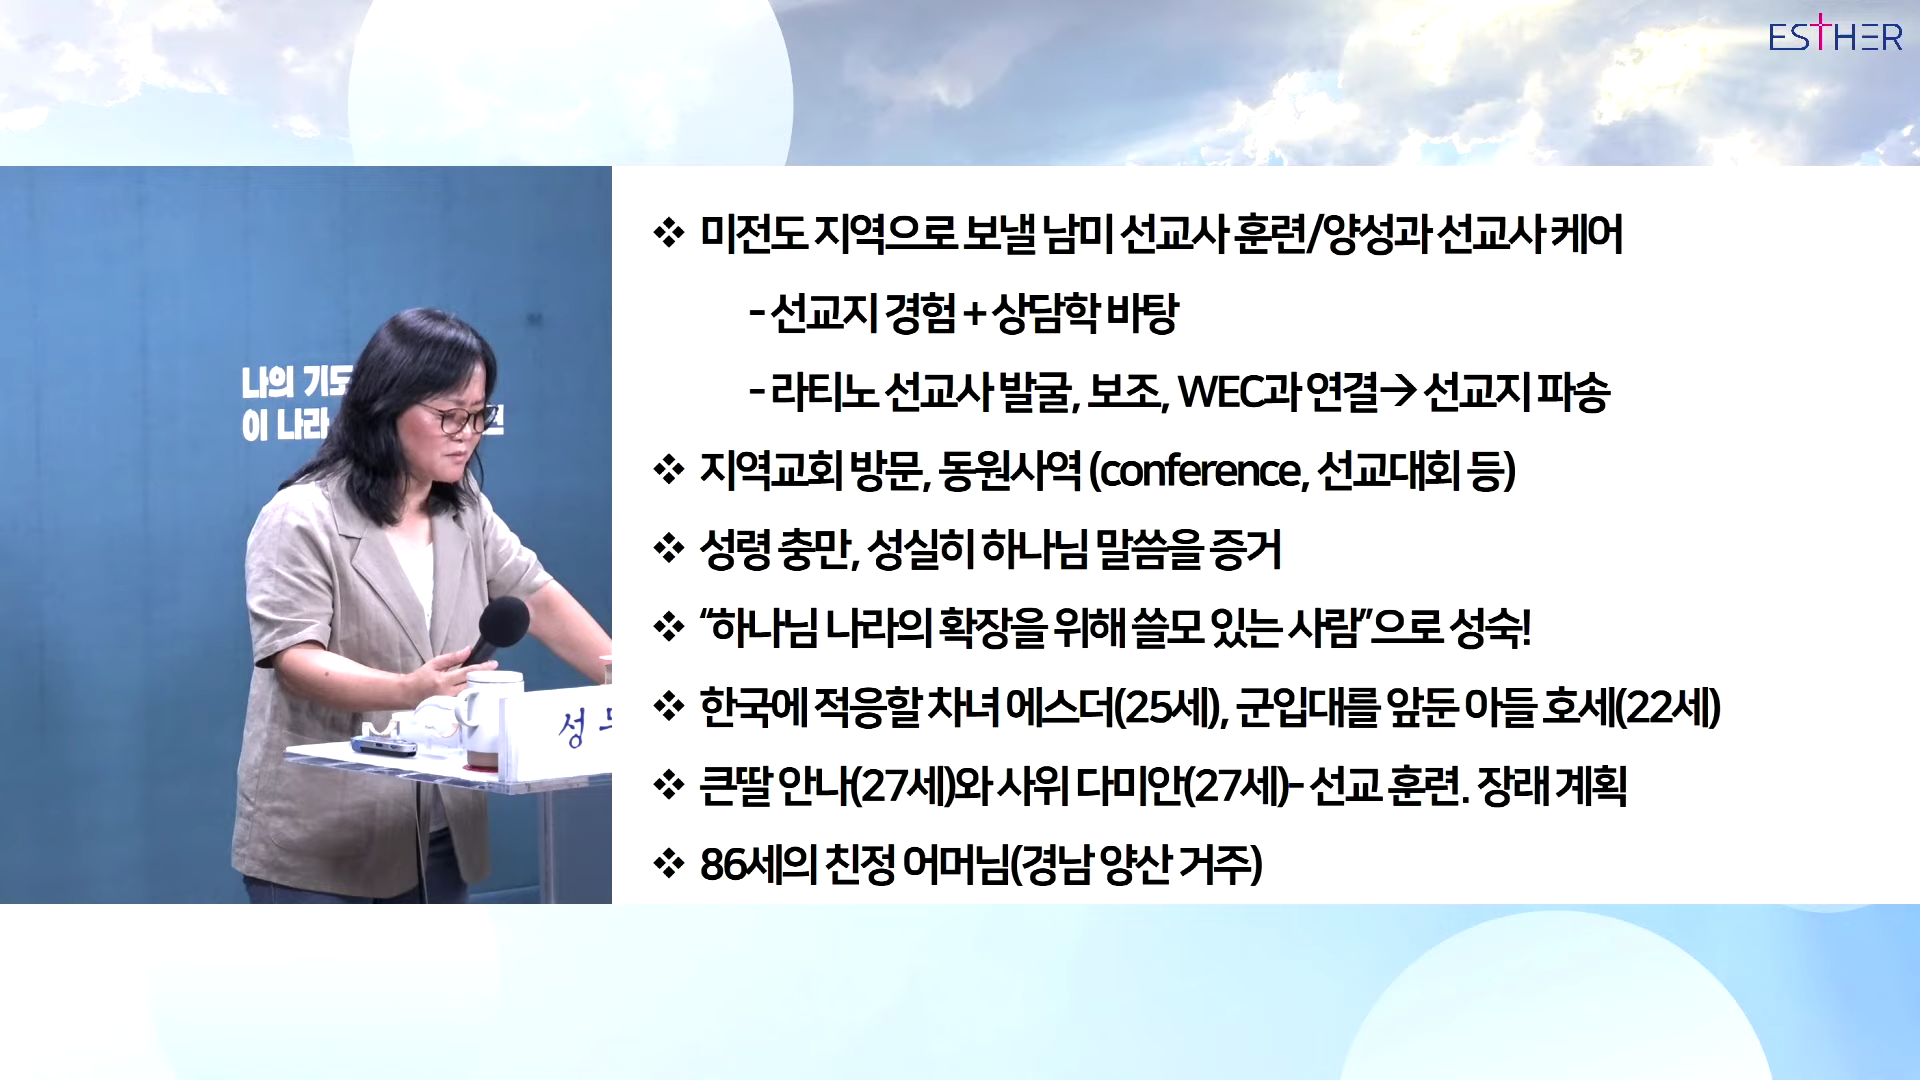 ESTHER
나의 기도
이 나라
성
❖ 미전도 지역으로 보낼 남미 선교사 훈련/양성과 선교사 케어
- 선교지 경험 + 상담학 바탕
- 라티노 선교사 발굴, 보조, WEC과 연결→ 선교지 파송
❖ 지역교회 방문, 동원사역 (conference, 선교대회 등)
❖ 성령 충만, 성실히 하나님 말씀을 증거
❖ “하나님 나라의 확장을 위해 쓸모 있는 사람”으로 성숙!
❖ 한국에 적응할 차녀 에스더(25세), 군입대를 앞둔 아들 호세(22세)
❖ 큰딸 안나(27세)와 사위 다미안(27세)- 선교 훈련. 장래 계획
❖ 86세의 친정 어머님(경남 양산 거주)